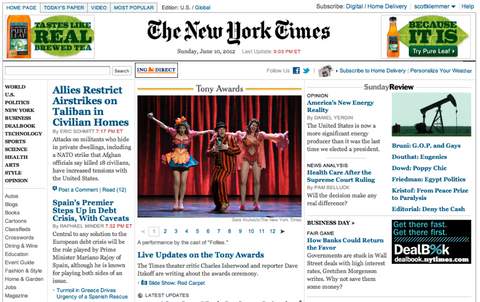 HOME PAGE TODAY'S PAPER VIDEO MOST POPULAR Edition: U.S. / Global
Subscribe: Digital / Home Delivery scottklemmer
TASTES LIKE
REAL
BREWED TEA
The New York Times
Sunday, June 10, 2012 Last Update: 9:03 PM ET
BECAUSE
IT IS
Try Pure Leaf
Search
ING DIRECT
Follow Us
Subscribe to Home Delivery | Personalize Your Weather
WORLD
U.S.
POLITICS
NEW YORK
BUSINESS
DEALBOOK
TECHNOLOGY
SPORTS
SCIENCE
HEALTH
ARTS
STYLE
OPINION
Autos
Blogs
Books
Cartoons
Classifieds
Crosswords
Dining & Wine
Education
Event Guide
Fashion & Style
Home & Garden
Jobs
Magazine
Allies Restrict
Airstrikes on
Taliban in
Civilian Homes
By ERIC SCHMITT 7:17 PM ET
Attacks on militants who hide
in private dwellings, including
a NATO strike that Afghan
officials say killed 18 civilians,
have increased tensions with
the United States.
Post a Comment | Read (12)
Spain's Premier
Steps Up in Debt
Crisis, With Caveats
By RAPHAEL MINDER 7:32 PM ET
Central to any solution to the
European debt crisis will be
the role played by Prime
Minister Mariano Rajoy of
Spain, although he is known
for playing both sides of an
issue.
Turmoil in Greece Drives
Urgency of a Spanish Rescue
Tony Awards
Sara Krulwich/The New York Times
1 2 3 4 5 6 7 8 9 10 11 12
A performance by the cast of "Follies."
Live Updates on the Tony Awards
The Times theater critic Charles Isherwood and reporter Dave
Itzkoff are writing about the awards ceremony.
Slide Show: Red Carpet
LATEST UPDATES
OPINION
America's New Energy
Reality
By DANIEL YERGIN
The United States is now a
more significant energy
producer than it was the last
time we elected a president.
NEWS ANALYSIS
Health Care After the
Supreme Court Ruling
By PAM BELLUCK
Will the decision make any
real difference?
SundayReview
Bruni: G.O.P. and Gays
Douthat: Eugenics
Dowd: Poppy Chic
Friedman: Egypt Politics
Kristof: From Peace Prize
to Paralysis
Editorial: Dense Candy
BUSINESS DAY »
FAIR GAME
How Banks Could Return
the Favor
Governments are stuck in Wall
Street deals with high interest
rates, Gretchen Morgenson
writes. Why not save them
some money?
Get there fast.
Get there first.
DealB%k
dealbook.nytimes.com